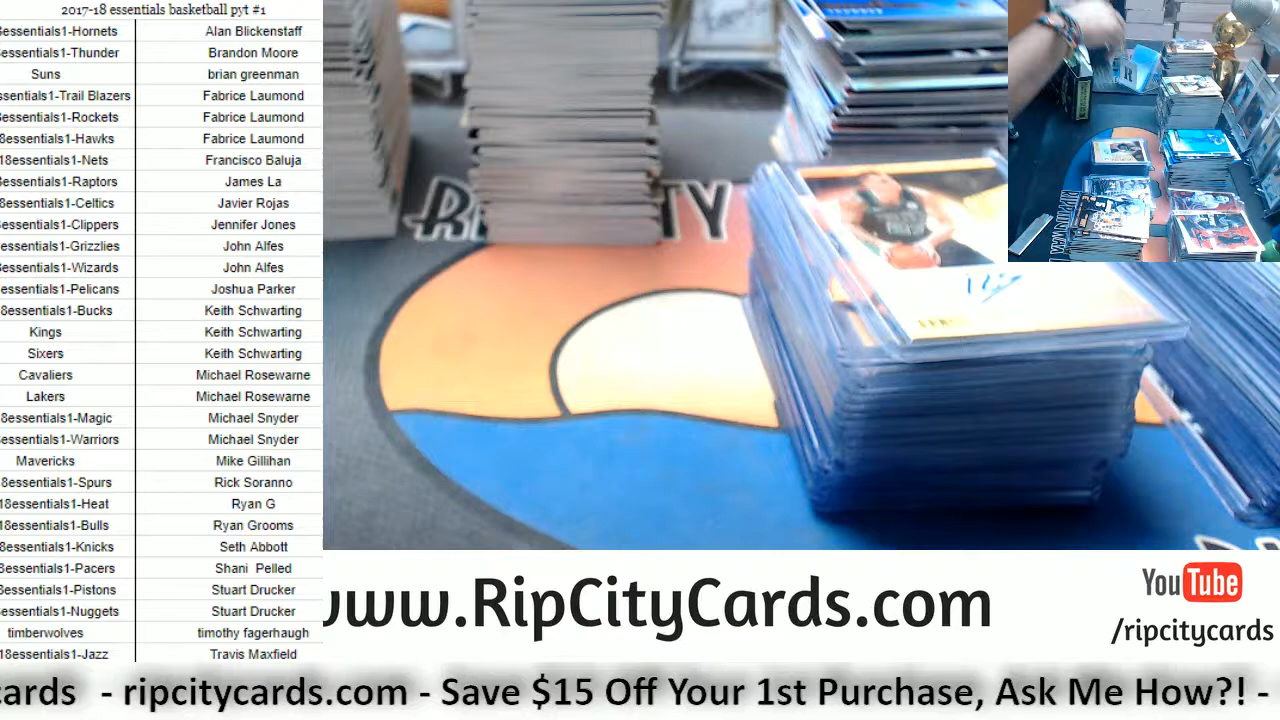 2017-18 essentials basketball pyt #1
8essentials1-Hornets Alan Blickenstaff
8essentials1-Thunder Brandon Moore
Suns brian greenman
ssentials1-Trail Blazers Fabrice Laumond
8essentials1-Rockets Fabrice Laumond
8essentials1-Hawks Fabrice Laumond
18essentials1-Nets Francisco Baluja
8essentials1-Raptors James La
8essentials1-Celtics Javier Rojas
8essentials1-Clippers Jennifer Jones
essentials1-Grizzlies John Alfes
8essentials1-Wizards John Alfes
essentials1-Pelicans Joshua Parker
8essentials1-Bucks Keith Schwarting
Kings Keith Schwarting
Sixers Keith Schwarting
Cavaliers Michael Rosewarne
Lakers Michael Rosewarne
8essentials1-Magic Michael Snyder
essentials1-Warriors Michael Snyder
Mavericks Mike Gillihan
8essentials1-Spurs Rick Soranno
18essentials1-Heat Ryan G
18essentials1-Bulls Ryan Grooms
8essentials1-Knicks Seth Abbott
8essentials1-Pacers Shani Pelled
8essentials1-Pistons Stuart Drucker
essentials1-Nuggets Stuart Drucker
timberwolves timothy fagerhaugh
18essentials1-Jazz Travis Maxfield
www.RipCityCards.com
YouTube
/ripcitycards
cards - ripcitycards.com - Save $15 Off Your 1st Purchase, Ask Me How?! -